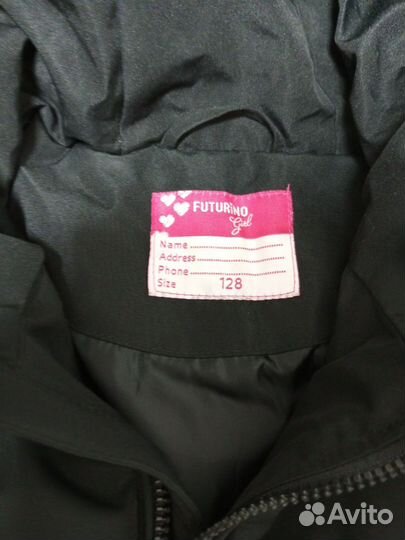 FUTURINO
Girl
Name
Address
Phone
Size 128
Avito